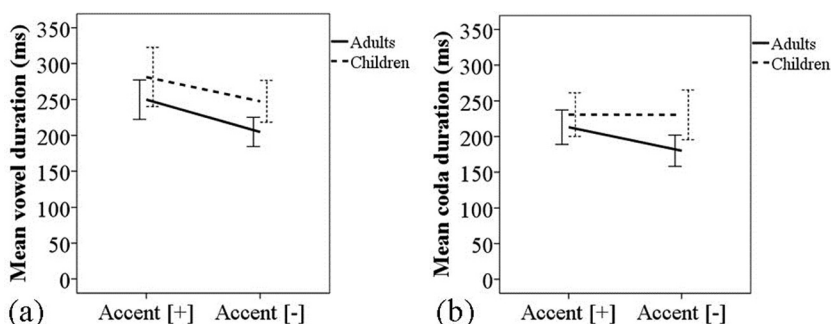 Mean vowel duration (ms)
350
300
250
200
150
100
50
0
Accent [+] Accent [-]
Adults
Children
(a)
Mean coda duration (ms)
350
300
250
200
150
100
50
0
Accent [+] Accent [-]
Adults
Children
(b)